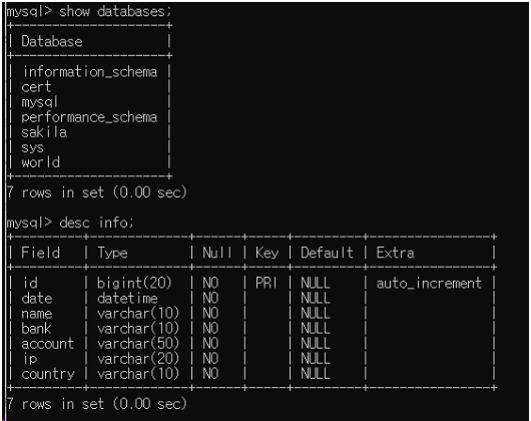 mysql> show databases;
+--------------------+
| Database           |
+--------------------+
| information_schema |
| cert               |
| mysql              |
| performance_schema |
| sakila             |
| sys                |
| world              |
+--------------------+
7 rows in set (0.00 sec)
mysql> desc info;
+---------+-------------+------+-----+---------+----------------+
| Field   | Type        | Null | Key | Default | Extra          |
+---------+-------------+------+-----+---------+----------------+
| id      | bigint(20)  | NO   | PRI | NULL    | auto_increment |
| date    | datetime    | NO   |     | NULL    |                |
| name    | varchar(10) | NO   |     | NULL    |                |
| bank    | varchar(10) | NO   |     | NULL    |                |
| account | varchar(50) | NO   |     | NULL    |                |
| ip      | varchar(20) | NO   |     | NULL    |                |
| country | varchar(10) | NO   |     | NULL    |                |
+---------+-------------+------+-----+---------+----------------+
7 rows in set (0.00 sec)